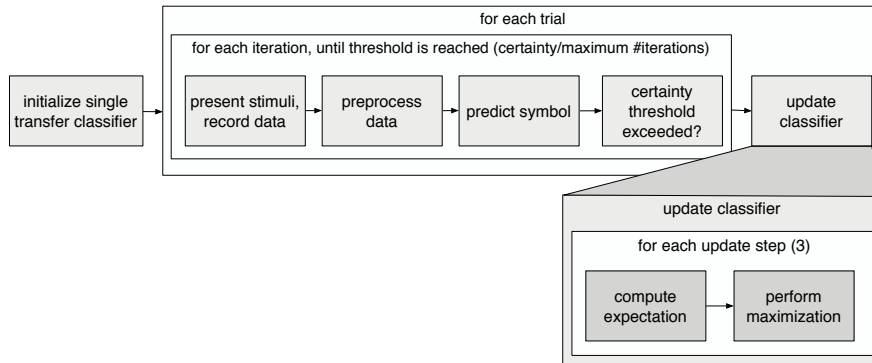 for each trial
for each iteration, until threshold is reached (certainty/maximum #iterations)
initialize single
transfer classifier
present stimuli,
record data
preprocess
data
predict symbol
certainty
threshold
exceeded?
update
classifier
update classifier
for each update step (3)
compute
expectation
perform
maximization